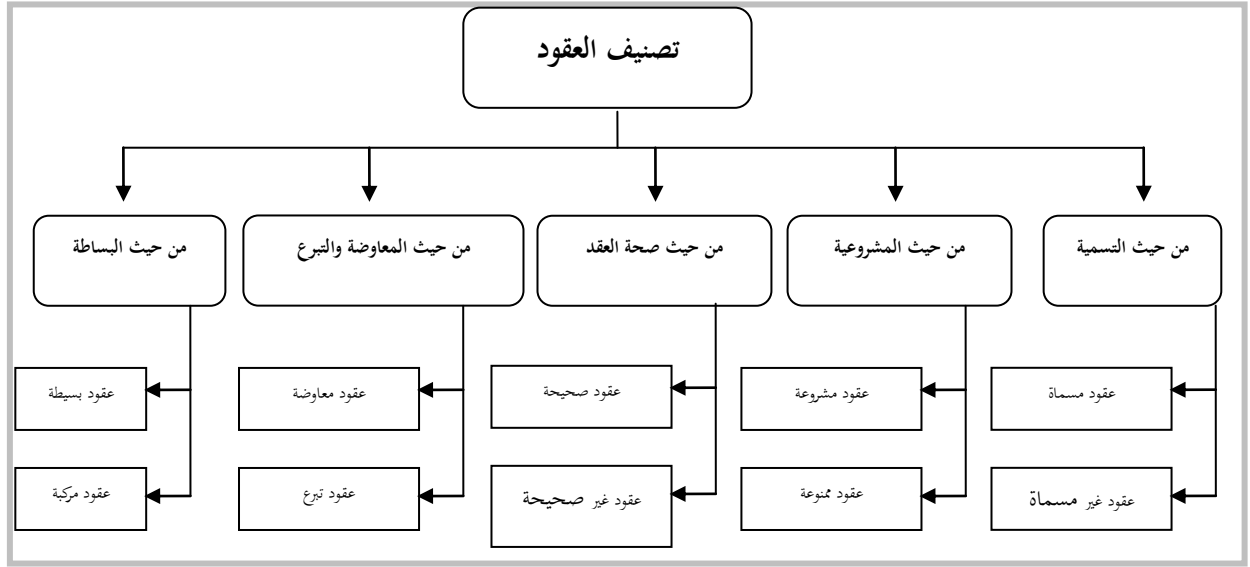 تصنيف العقود
من حيث التسمية
من حيث المشروعية
من حيث صحة العقد
من حيث المعاوضة والتبرع
من حيث البساطة
عقود مسماة
عقود مشروعة
عقود صحيحة
عقود معاوضة
عقود بسيطة
عقود غير مسماة
عقود ممنوعة
عقود غير صحيحة
عقود تبرع
عقود مركبة